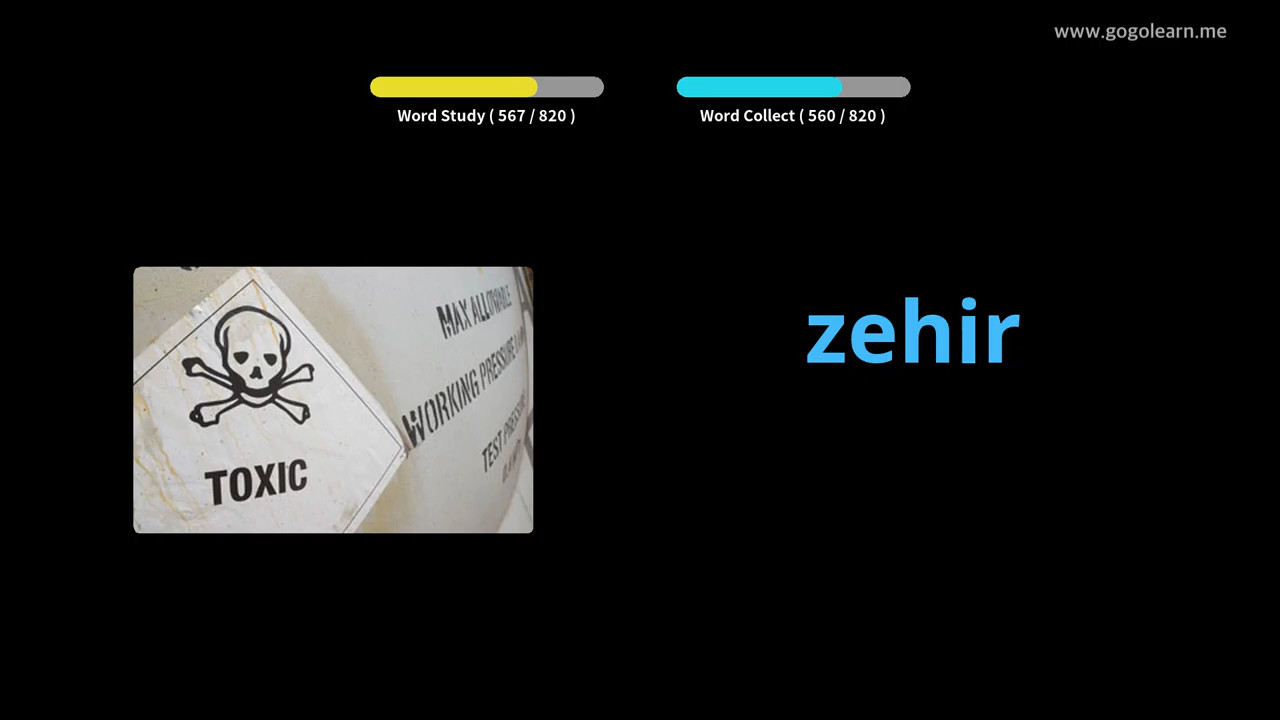 www.gogolearn.me
Word Study ( 567 / 820 )
Word Collect ( 560 / 820 )
zehir
MAX ALLOWABLE
WORKING PRESSURE
TEST PRESSURE
TOXIC